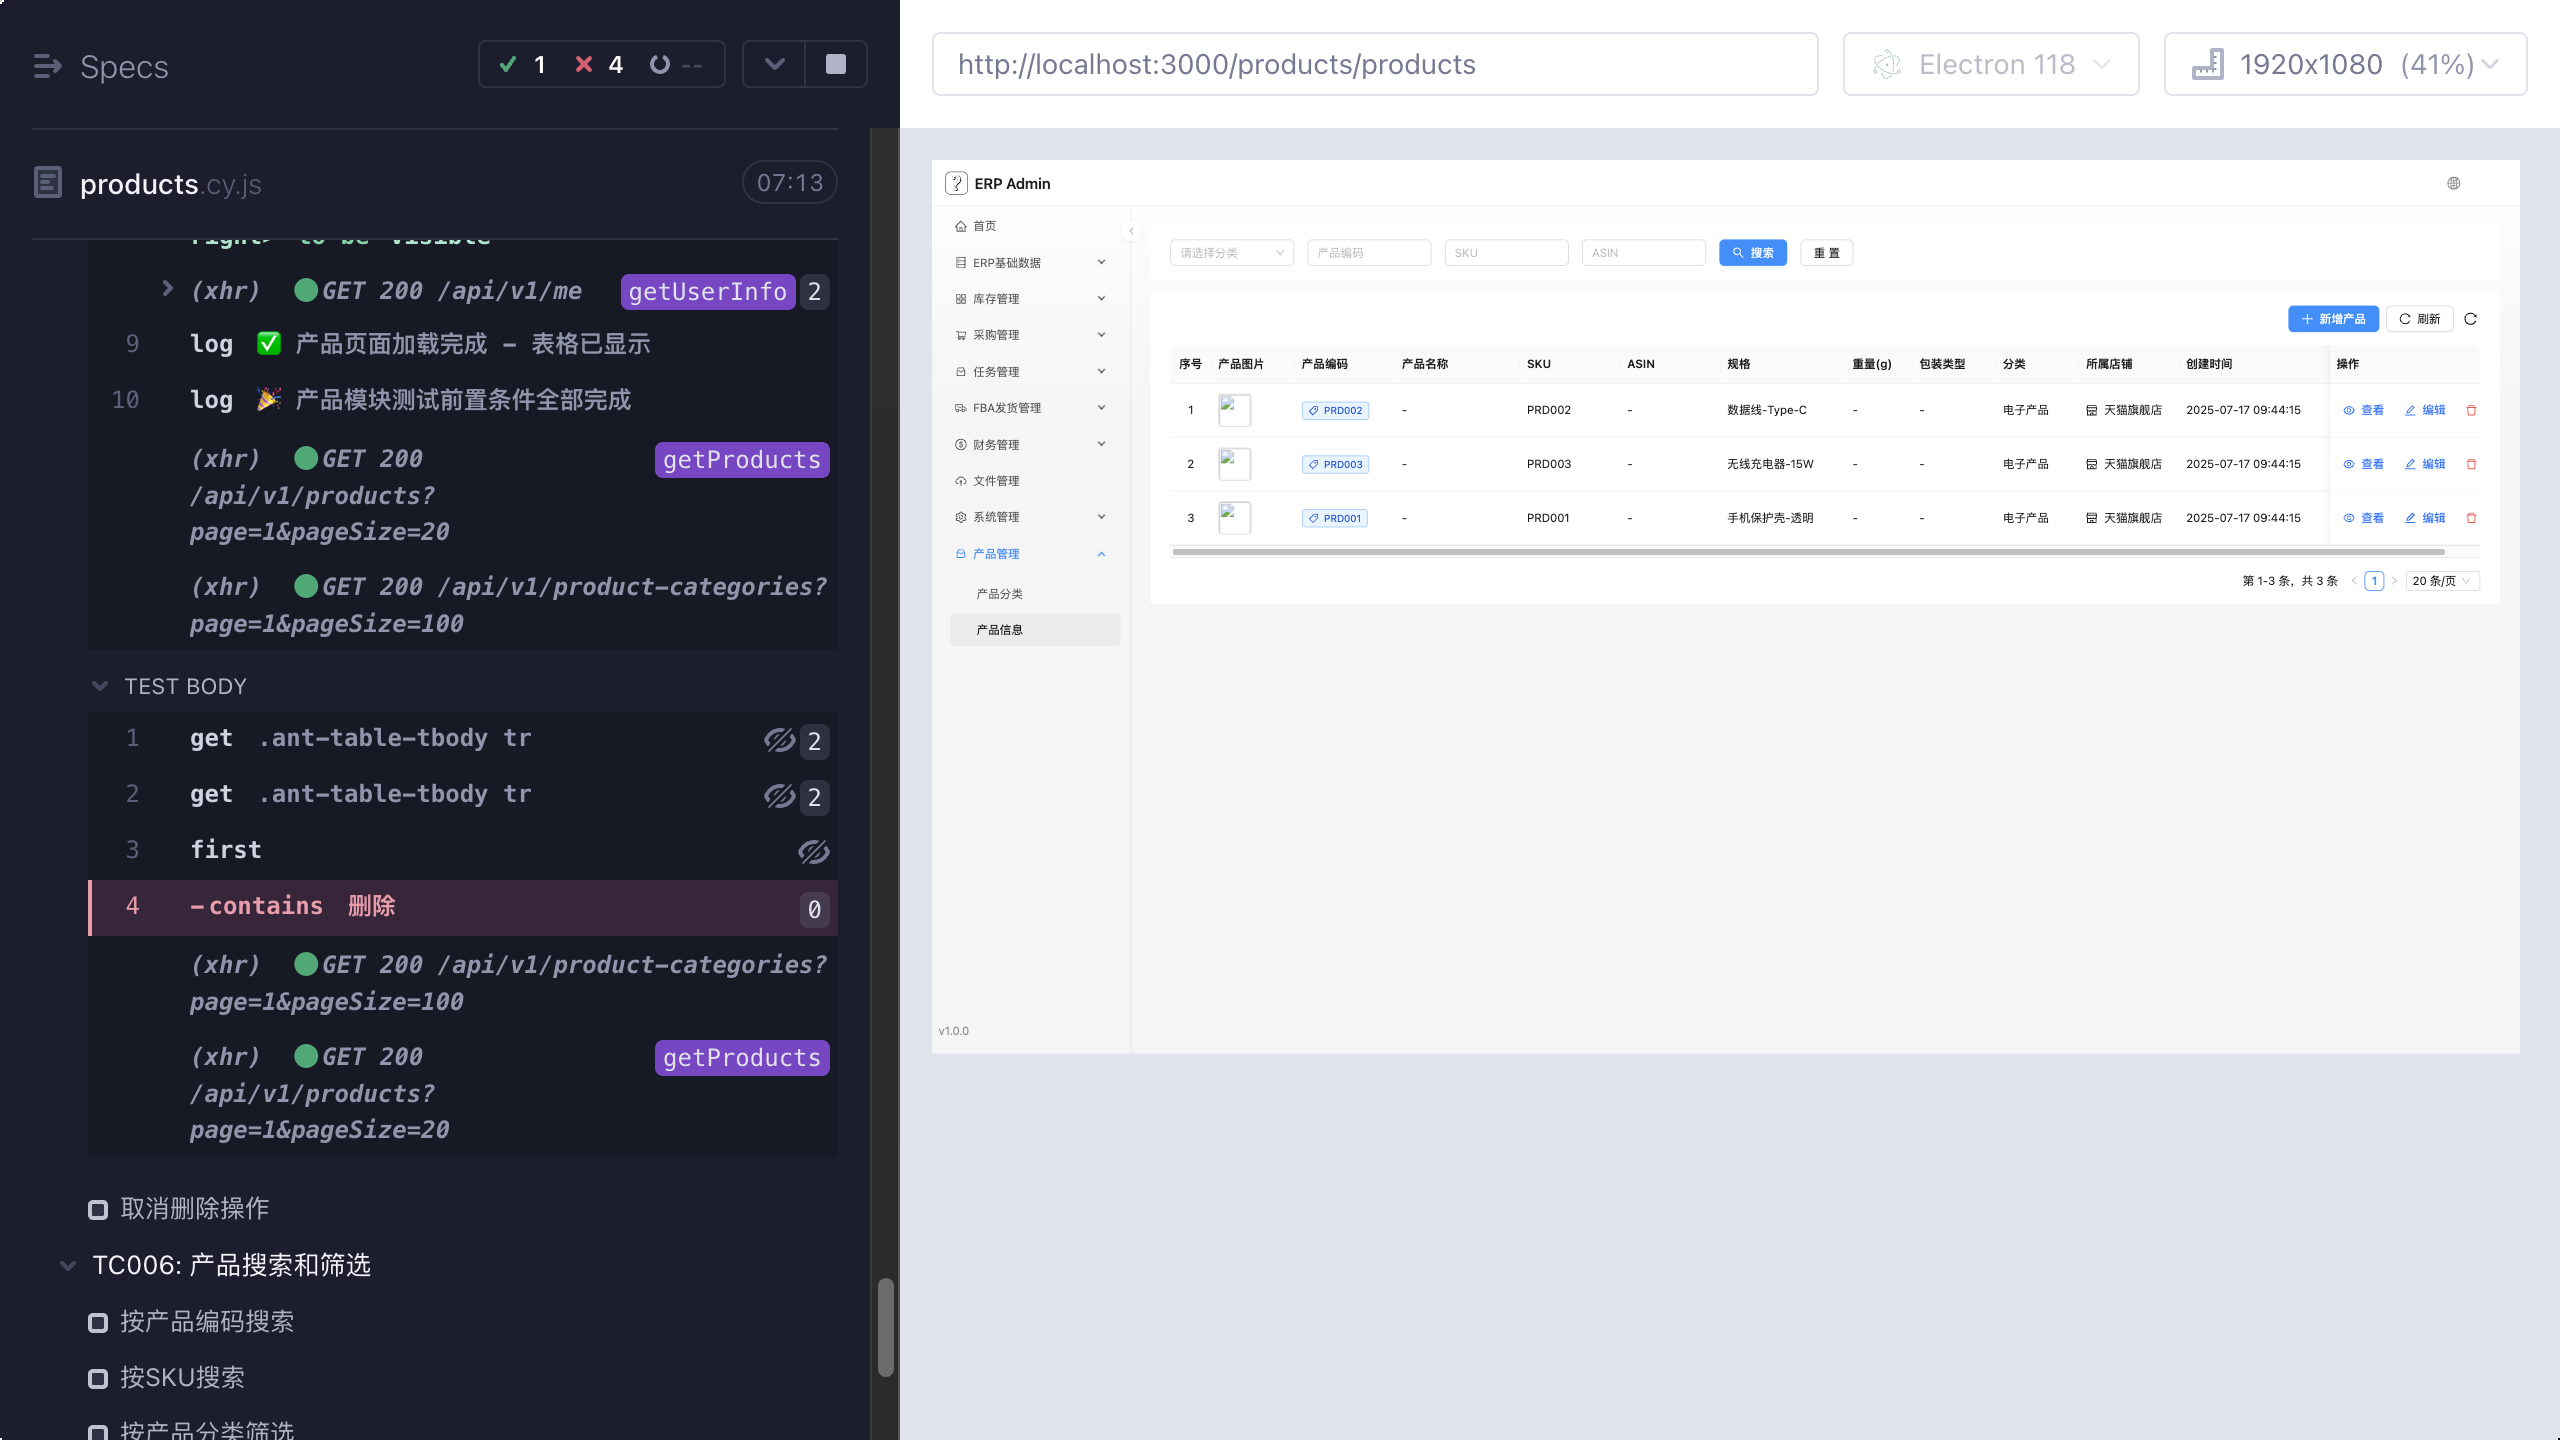 Specs
1
4
--
products.cy.js
07:13
right> to be visible
(xhr) GET 200 /api/v1/me getUserInfo 2
9 log ✅ 产品页面加载完成 - 表格已显示
10 log 🎉 产品模块测试前置条件全部完成
(xhr) GET 200 getProducts
/api/v1/products?
page=1&pageSize=20
(xhr) GET 200 /api/v1/product-categories?
page=1&pageSize=100
TEST BODY
1 get .ant-table-tbody tr 2
2 get .ant-table-tbody tr 2
3 first
4 -contains 删除 0
(xhr) GET 200 /api/v1/product-categories?
page=1&pageSize=100
(xhr) GET 200 getProducts
/api/v1/products?
page=1&pageSize=20
取消删除操作
TC006: 产品搜索和筛选
按产品编码搜索
按SKU搜索
按产品分类筛选
http://localhost:3000/products/products
Electron 118
1920x1080 (41%)
ERP Admin
首页
ERP基础数据
库存管理
采购管理
任务管理
FBA发货管理
财务管理
文件管理
系统管理
产品管理
产品分类
产品信息
v1.0.0
请选择分类 产品编码 SKU ASIN 搜索 重 置
新增产品 刷新
序号 产品图片 产品编码 产品名称 SKU ASIN 规格 重量(g) 包装类型 分类 所属店铺 创建时间 操作
1 PRD002 - PRD002 - 数据线-Type-C - - 电子产品 天猫旗舰店 2025-07-17 09:44:15 查看 编辑
2 PRD003 - PRD003 - 无线充电器-15W - - 电子产品 天猫旗舰店 2025-07-17 09:44:15 查看 编辑
3 PRD001 - PRD001 - 手机保护壳-透明 - - 电子产品 天猫旗舰店 2025-07-17 09:44:15 查看 编辑
第 1-3 条，共 3 条 < 1 > 20 条/页